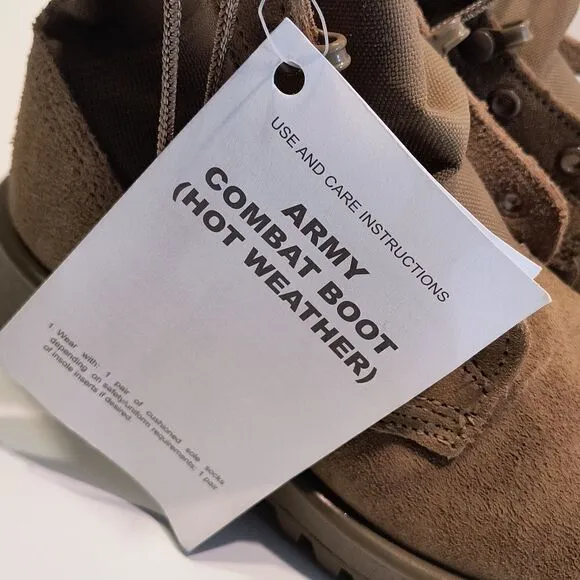 USE AND CARE INSTRUCTIONS
ARMY
COMBAT BOOT
(HOT WEATHER)
1. Wear with: 1 pair of cushioned sole socks
depending on safety/uniform requirements, 1 pair
of insole inserts if desired.